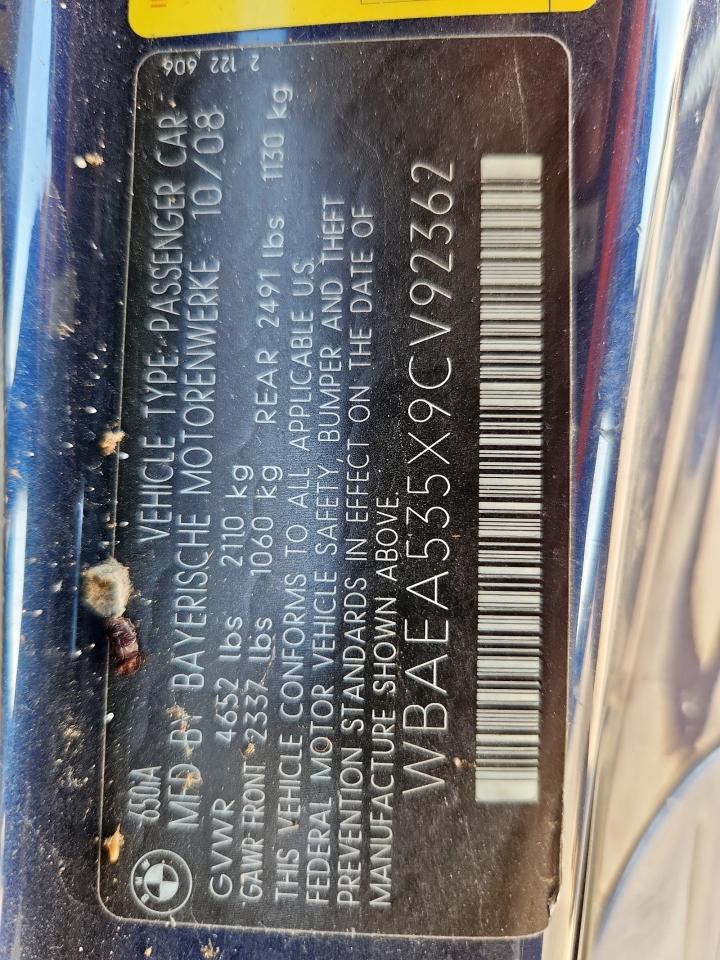 2 122 606
650iA VEHICLE TYPE: PASSENGER CAR
MFD BY BAYERISCHE MOTORENWERKE 10/08
GVWR 4652 lbs 2110 kg
GAWR FRONT 2337 lbs 1060 kg REAR 2491 lbs 1130 kg
THIS VEHICLE CONFORMS TO ALL APPLICABLE U.S.
FEDERAL MOTOR VEHICLE SAFETY, BUMPER AND THEFT
PREVENTION STANDARDS IN EFFECT ON THE DATE OF
MANUFACTURE SHOWN ABOVE.
WBAEA535X9CV92362